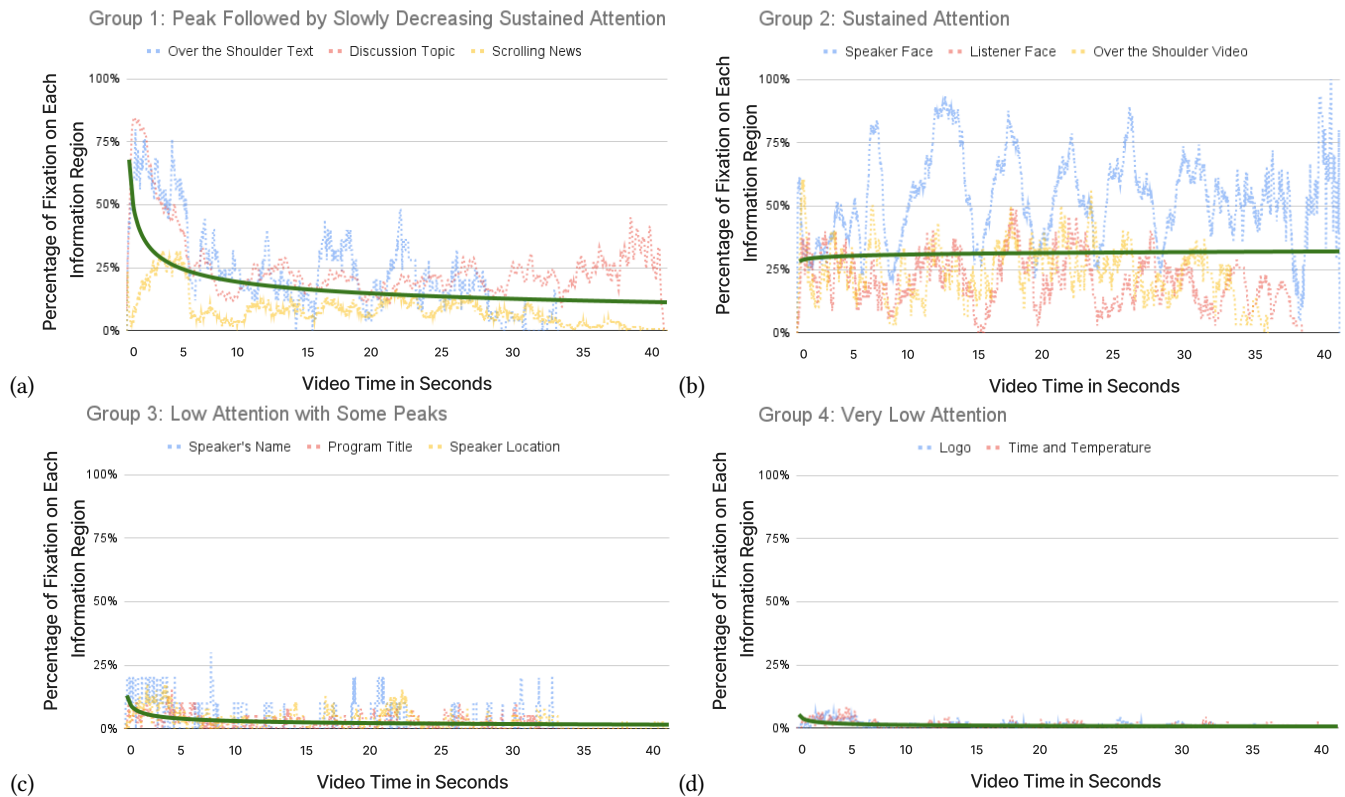 Group 1: Peak Followed by Slowly Decreasing Sustained Attention
Over the Shoulder Text Discussion Topic Scrolling News
Percentage of Fixation on Each
Information Region
100%
75%
50%
25%
0%
0 5 10 15 20 25 30 35 40
Video Time in Seconds
(a)
Group 2: Sustained Attention
Speaker Face Listener Face Over the Shoulder Video
Percentage of Fixation on Each
Information Region
100%
75%
50%
25%
0%
0 5 10 15 20 25 30 35 40
Video Time in Seconds
(b)
Group 3: Low Attention with Some Peaks
Speaker's Name Program Title Speaker Location
Percentage of Fixation on Each
Information Region
100%
75%
50%
25%
0%
0 5 10 15 20 25 30 35 40
Video Time in Seconds
(c)
Group 4: Very Low Attention
Logo Time and Temperature
Percentage of Fixation on Each
Information Region
100%
75%
50%
25%
0%
0 5 10 15 20 25 30 35 40
Video Time in Seconds
(d)